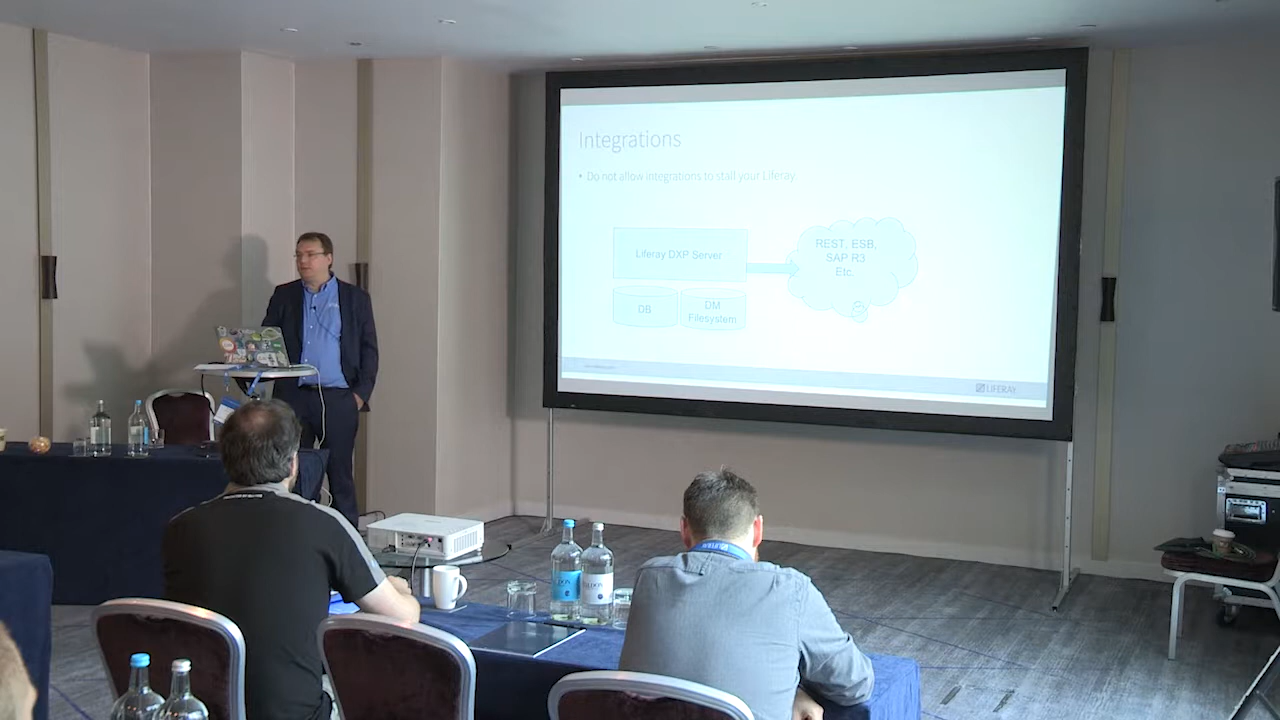 Integrations
• Do not allow integrations to stall your Liferay.
Liferay DXP Server
REST, ESB,
SAP R3
Etc.
DB
DM
Filesystem
LIFERAY